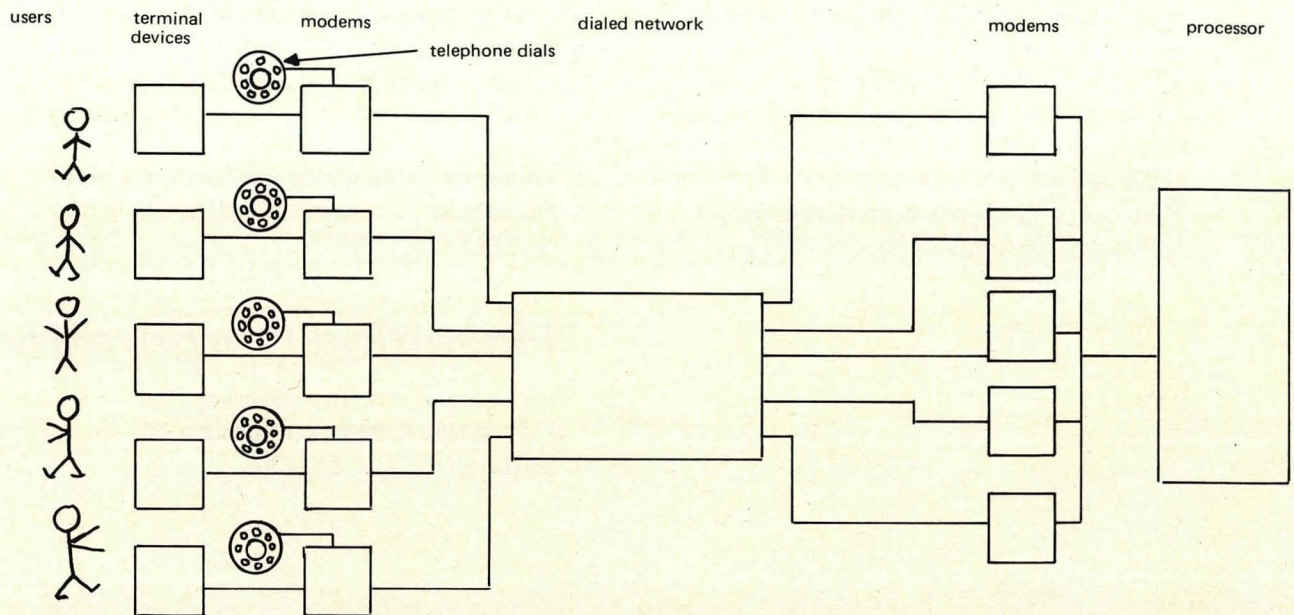 users
terminal
devices
modems
telephone dials
dialed network
modems
processor